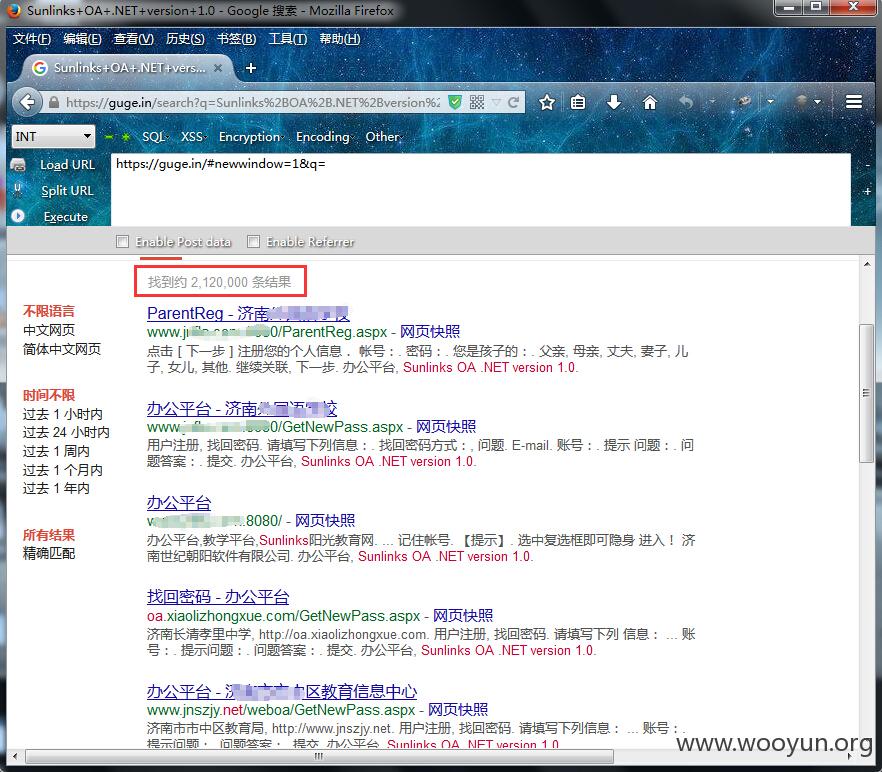 Sunlinks+OA+.NET+version+1.0 - Google 搜索 - Mozilla Firefox
文件(F) 编辑(E) 查看(V) 历史(S) 书签(B) 工具(T) 帮助(H)
Sunlinks+OA+.NET+vers...
https://guge.in/search?q=Sunlinks%2BOA%2B.NET%2Bversion%2
INT SQL XSS Encryption Encoding Other
Load URL https://guge.in/#newwindow=1&q=
Split URL
Execute
Enable Post data Enable Referrer
找到约 2,120,000 条结果
不限语言
中文网页
简体中文网页
时间不限
过去 1 小时内
过去 24 小时内
过去 1 周内
过去 1 个月内
过去 1 年内
所有结果
精确匹配
ParentReg - 济南
/ParentReg.aspx - 网页快照
点击 [ 下一步 ] 注册您的个人信息 . 帐号：. 密码：. 您是孩子的：. 父亲, 母亲, 丈夫, 妻子, 儿
子, 女儿, 其他. 继续关联, 下一步. 办公平台, Sunlinks OA .NET version 1.0.
办公平台 - 济南
/GetNewPass.aspx - 网页快照
用户注册, 找回密码. 请填写下列信息：. 找回密码方式：, 问题. E-mail. 账号：. 提示 问题：. 问
题答案：. 提交. 办公平台, Sunlinks OA .NET version 1.0.
办公平台
.8080/ - 网页快照
办公平台,教学平台,Sunlinks阳光教育网. ... 记住帐号. 【提示】. 选中复选框即可隐身 进入！ 济
南世纪朝阳软件有限公司. 办公平台, Sunlinks OA .NET version 1.0.
找回密码 - 办公平台
oa.xiaolizhongxue.com/GetNewPass.aspx - 网页快照
济南长清孝里中学, http://oa.xiaolizhongxue.com. 用户注册, 找回密码. 请填写下列 信息： ... 账
号：. 提示问题：. 问题答案：. 提交. 办公平台, Sunlinks OA .NET version 1.0.
办公平台 - 区教育信息中心
www.jnszjy.net/weboa/GetNewPass.aspx - 网页快照
济南市市中区教育局, http://www.jnszjy.net. 用户注册, 找回密码. 请填写下列信息： ... 账号：.
提示问题：. 问题答案：. 提交. 办公平台, Sunlinks OA .NET version 1.0.
www.wooyun.org